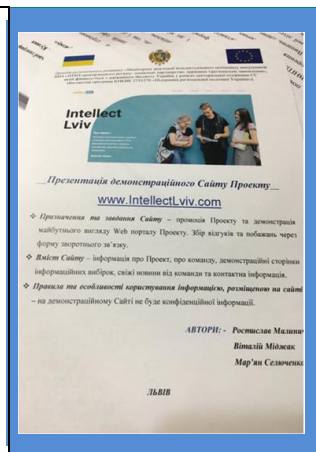 Intellect
Lviv
Презентація демонстраційного Сайту Проекту
www.IntellectLviv.com
❖ Призначення та завдання Сайту – промоція Проекту та демонстрація
майбутнього вигляду Web порталу Проекту. Збір відгуків та побажань через
форму зворотнього зв'язку.
❖ Вміст Сайту – інформація про Проект, про команду, демонстраційні сторінки
інформаційних вибірок, свіжі новини від команди та контактна інформація.
❖ Правила та особливості користування інформацією, розміщеною на сайті
– на демонстраційному Сайті не буде конфіденційної інформації.
АВТОРИ: - Ростислав
Віталій Міджак
Мар'ян Селюченко
ЛЬВІВ